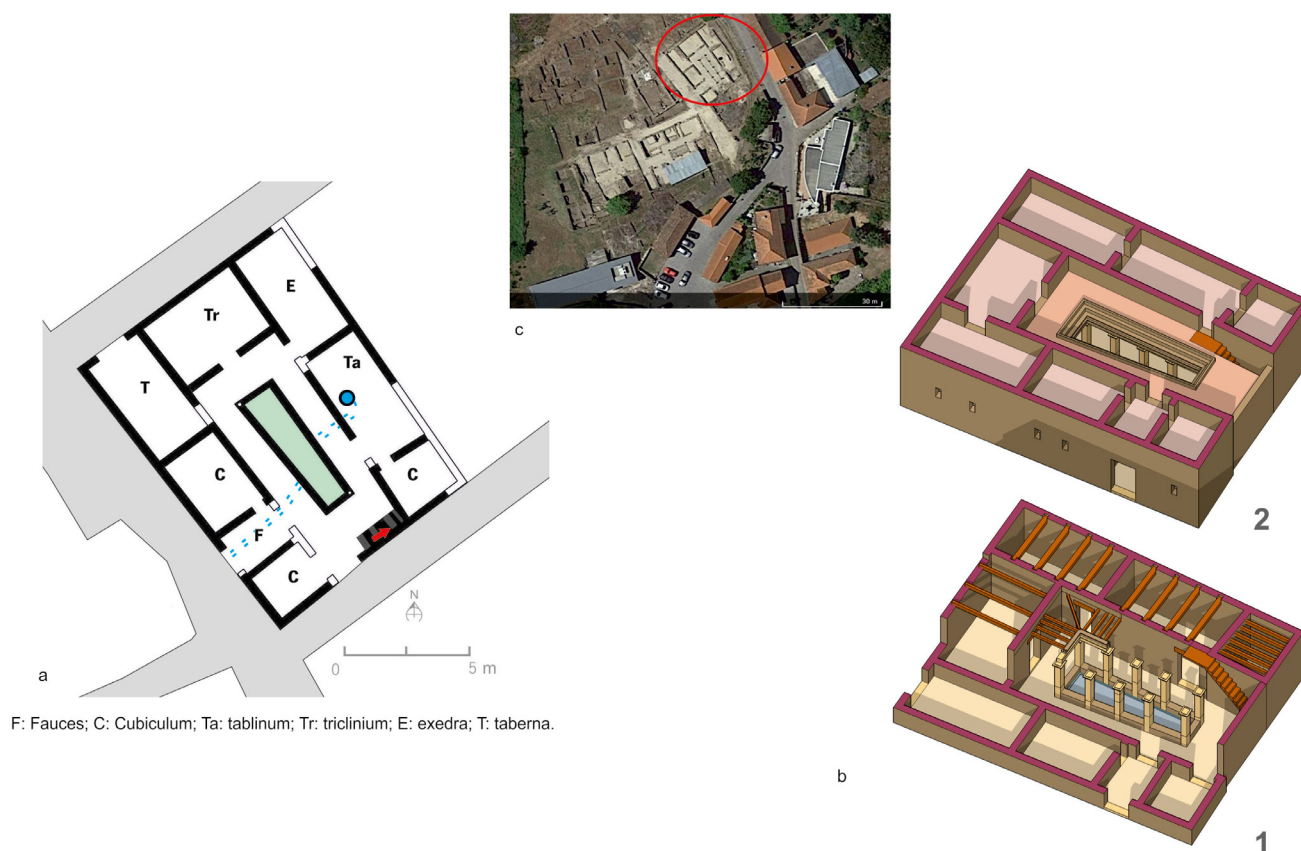 30 m
c
E
Tr
Ta
T
C
C
F
C
N
0 5 m
a
F: Fauces; C: Cubiculum; Ta: tablinum; Tr: triclinium; E: exedra; T: taberna.
2
b
1